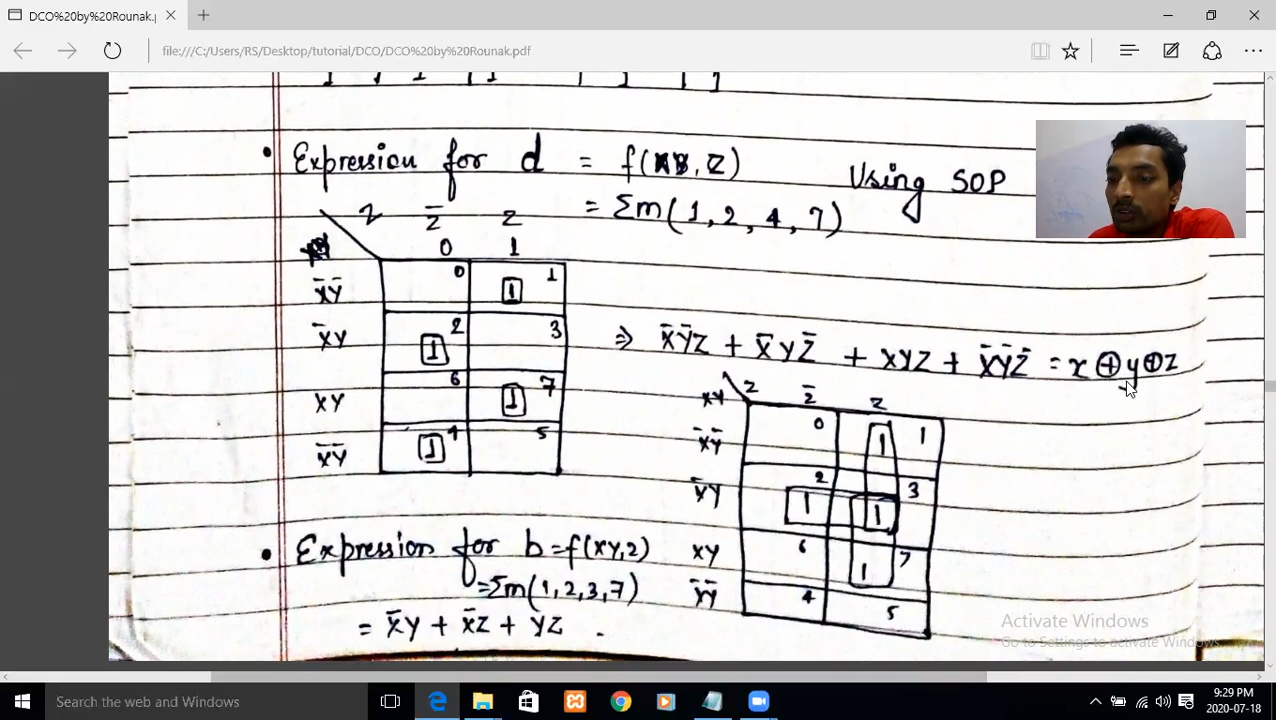 DCO%20by%20Rounak.p
file:///C:/Users/RS/Desktop/tutorial/DCO/DCO%20by%20Rounak.pdf
• Expression for d = f(XY, Z) Using SOP
= Σm(1, 2, 4, 7)
Z Z̅ Z
0 1
X̅Y̅ 0 1 1
X̅Y 1 2 3
XY 6 1 7
X̅Y̅ 1 4 5
⇒ X̅Y̅Z + X̅YZ̅ + XYZ + X̅Y̅Z̅ = x ⊕ y ⊕ Z
XY Z Z̅ Z
X̅Y̅ 0 1 1
X̅Y 1 2 1 3
XY 6 1 7
X̅Y̅ 4 5
• Expression for b = f(XY, Z)
= Σm(1, 2, 3, 7)
= X̅Y + X̅Z + YZ .
Activate Windows
Go to Settings to activate Windows.
Search the web and Windows
9:29 PM
2020-07-18